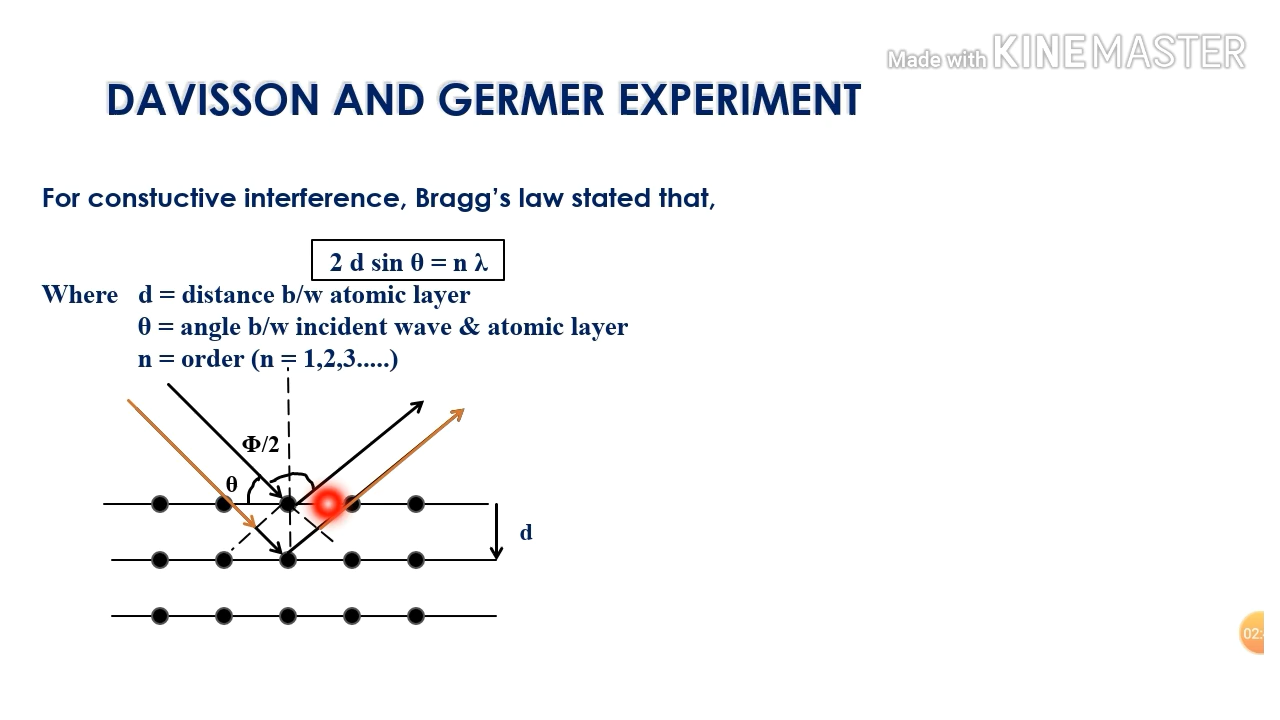 Made with KINEMASTER
DAVISSON AND GERMER EXPERIMENT
For constuctive interference, Bragg’s law stated that,
2 d sin θ = n λ
Where d = distance b/w atomic layer
θ = angle b/w incident wave & atomic layer
n = order (n = 1,2,3.....)
Φ/2
θ
d